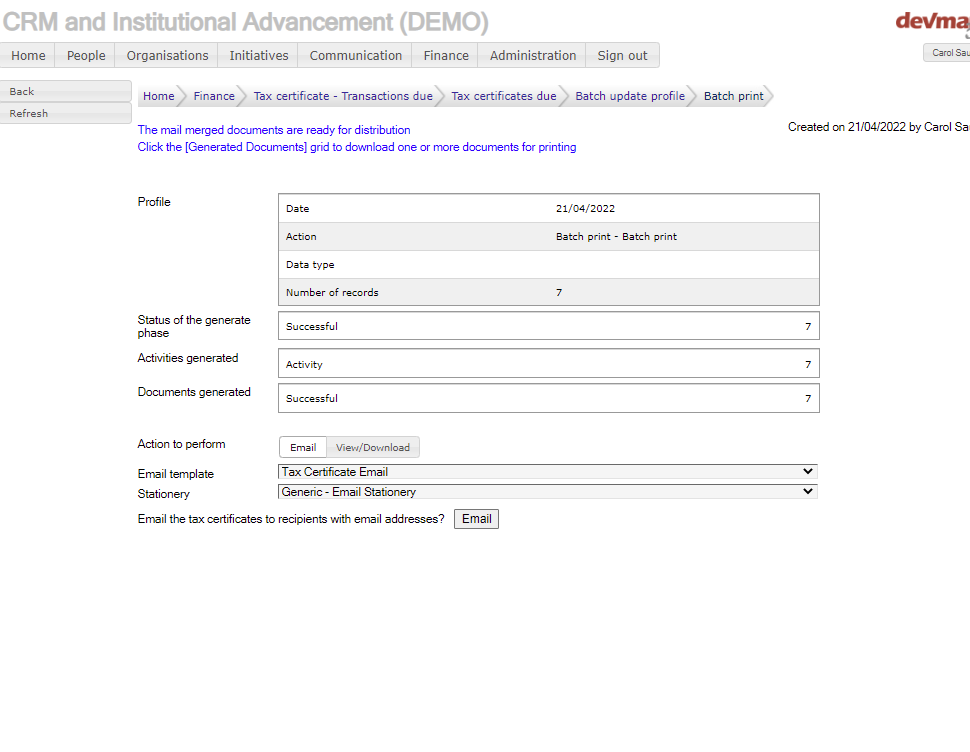 CRM and Institutional Advancement (DEMO)
Home People Organisations Initiatives Communication Finance Administration Sign out
Back
Refresh
Home Finance Tax certificate - Transactions due Tax certificates due Batch update profile Batch print
The mail merged documents are ready for distribution
Click the [Generated Documents] grid to download one or more documents for printing
Created on 21/04/2022 by Carol
Profile
Date 21/04/2022
Action Batch print - Batch print
Data type
Number of records 7
Status of the generate
phase
Successful 7
Activities generated
Activity 7
Documents generated
Successful 7
Action to perform
Email View/Download
Email template
Tax Certificate Email
Stationery
Generic - Email Stationery
Email the tax certificates to recipients with email addresses? Email
Carol